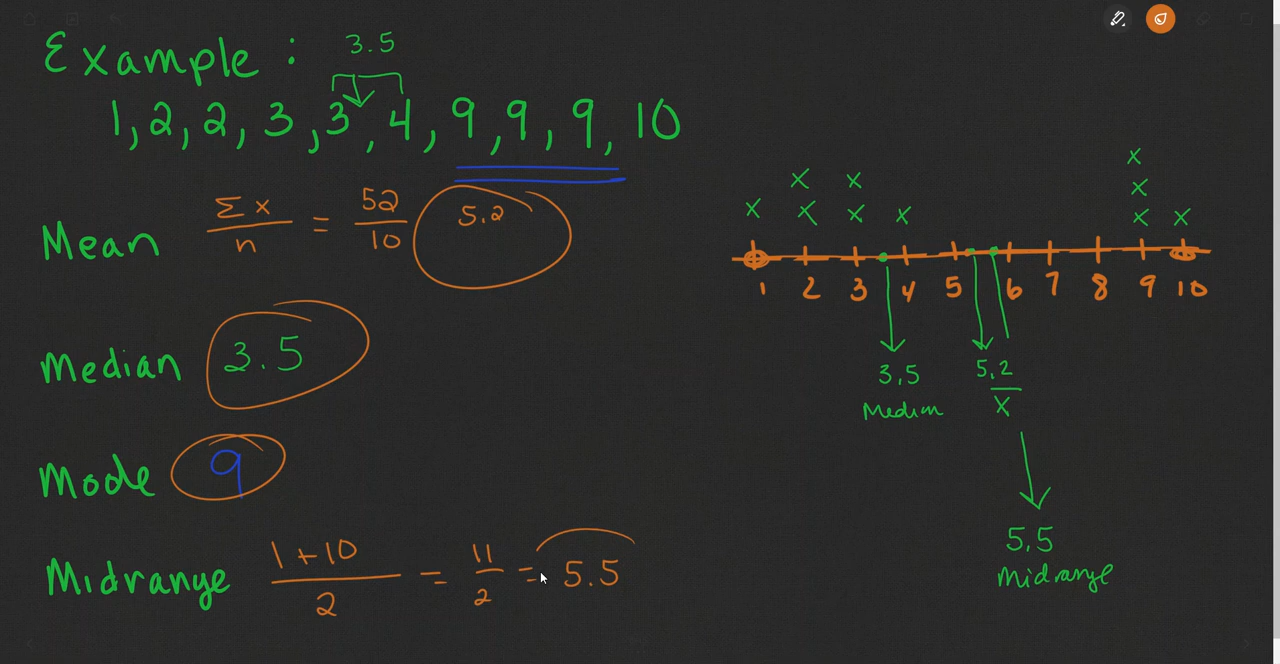 Example :
3.5
1, 2, 2, 3, 3, 4, 9, 9, 9, 10
Mean Σx/n = 52/10 5.2
Median 3.5
Mode 9
Midrange (1+10)/2 = 11/2 = 5.5
x x x x x x x x x x
1 2 3 4 5 6 7 8 9 10
3.5
Median
5.2
x̄
5.5
Midrange